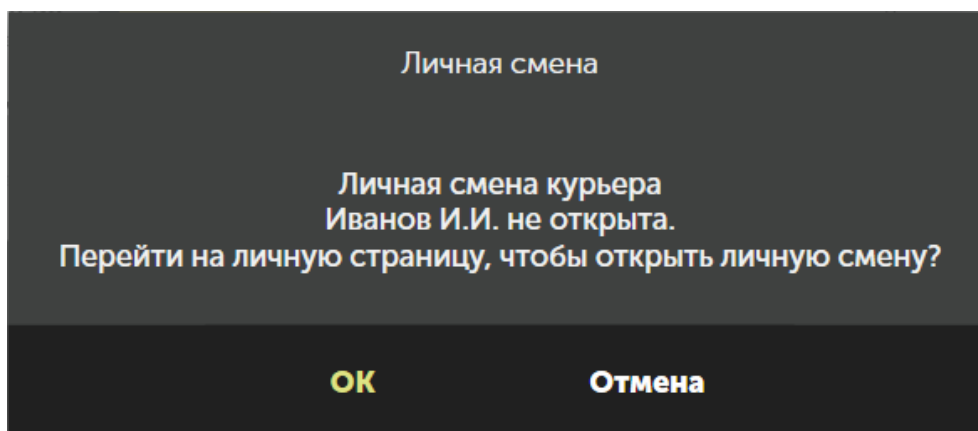 Личная смена
Личная смена курьера
Иванов И.И. не открыта.
Перейти на личную страницу, чтобы открыть личную смену?
ОК
Отмена